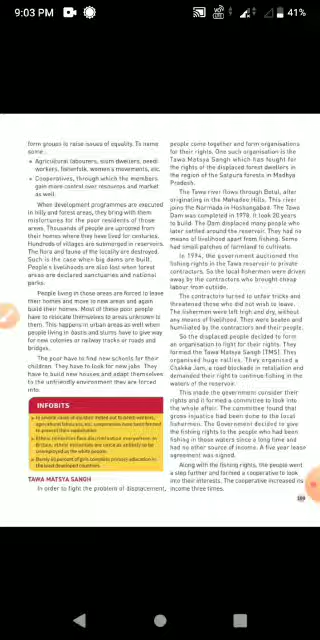 9:03 PM
41%
form groups to raise issues of equality. To name
some...
Agricultural labourers, slum dwellers, needi
workers, fisherfolk, women's movements, etc.
Cooperatives, through which the members
gain more control over resources and market
as well.
When development programmes are executed
in hilly and forest areas, they bring with them
misfortunes for the poor residents of those
areas. Thousands of people are uprooted from
their homes where they have lived for centuries.
Hundreds of villages are submerged in reservoirs.
The flora and fauna of the locality are destroyed.
Such is the case when big dams are built.
People's livelihoods are also lost when forest
areas are declared sanctuaries and national
parks.
People living in those areas are forced to leave
their homes and move to new areas and again
build their homes. Most of these poor people
have to relocate themselves to areas unknown to
them. This happens in urban areas as well when
people living in bastis and slums have to give way
for new colonies or railway tracks or roads and
bridges.
The poor have to find new schools for their
children. They have to look for new jobs. They
have to build new houses and adapt themselves
to the unfriendly environment they are forced
into.
INFOBITS
TAWA MATSYA SANGH
In order to fight the problem of displacement,
people come together and form organisations
for their rights. One such organisation is the
Tawa Matsya Sangh which has fought for
the rights of the displaced forest dwellers in
the region of the Satpura forests in Madhya
Pradesh.
The Tawa river flows through Betul, after
originating in the Mahadeo Hills. This river
joins the Narmada in Hoshangabad. The Tawa
Dam was completed in 1978. It took 20 years
to build. The Dam displaced many people who
later settled around the reservoir. They had no
means of livelihood apart from fishing. Some
had small patches of farmland to cultivate.
In 1994, the government auctioned the
fishing rights in the Tawa reservoir to private
contractors. So the local fishermen were driven
away by the contractors who brought cheap
labour from outside.
The contractors turned to unfair tricks and
threatened those who did not wish to leave.
The fishermen were left high and dry, without
any means of livelihood. They were beaten and
humiliated by the contractors and their people.
So the displaced people decided to form
an organisation to fight for their rights. They
formed the Tawa Matsya Sangh (TMS). They
organised huge rallies. They organised a
Chakka Jam, a road blockade in retaliation and
demanded their right to continue fishing in the
waters of the reservoir.
This made the government consider their
rights and it formed a committee to look into
the whole affair. The committee found that
gross injustice had been done to the local
fishermen. The Government decided to give
the fishing rights to the people who had been
fishing in those waters since a long time and
had no other source of income. A five year lease
agreement was signed.
Along with the fishing rights, the people went
a step further and formed a cooperative to look
into their interests. The cooperative increased its
income three times.